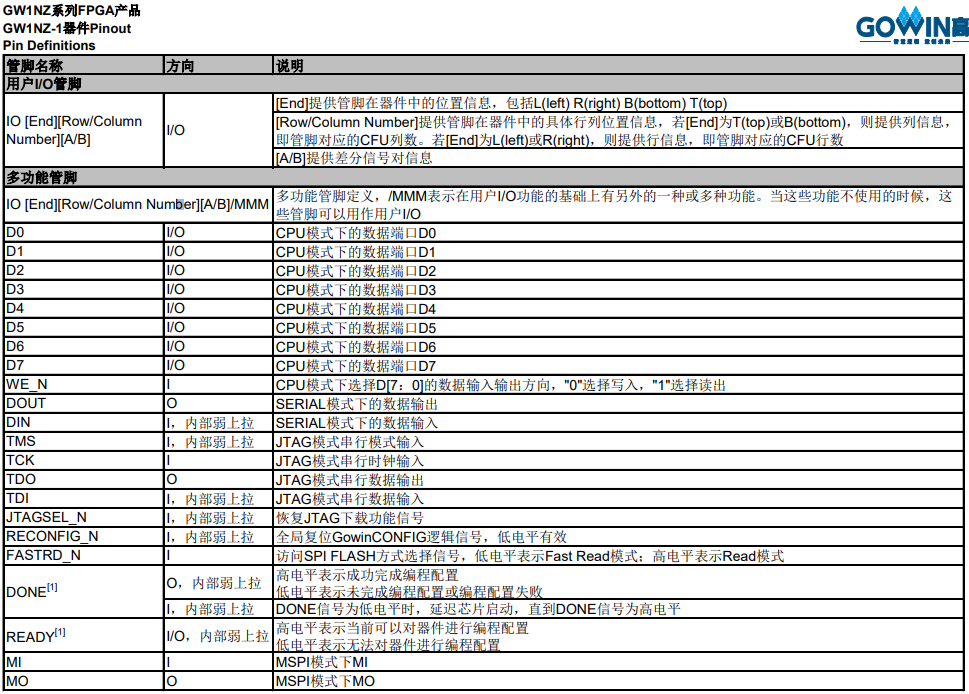 GW1NZ系列FPGA产品
GW1NZ-1器件Pinout
Pin Definitions
GOWIN高
管脚名称 方向 说明
用户I/O管脚
IO [End][Row/Column Number][A/B] I/O [End]提供管脚在器件中的位置信息，包括L(left) R(right) B(bottom) T(top)
[Row/Column Number]提供管脚在器件中的具体行列位置信息，若[End]为T(top)或B(bottom)，则提供列信息，
即管脚对应的CFU列数。若[End]为L(left)或R(right)，则提供行信息，即管脚对应的CFU行数
[A/B]提供差分信号对信息
多功能管脚
IO [End][Row/Column Number][A/B]/MMM 多功能管脚定义，/MMM表示在用户I/O功能的基础上有另外的一种或多种功能。当这些功能不使用的时候，这
些管脚可以用作用户I/O
D0 I/O CPU模式下的数据端口D0
D1 I/O CPU模式下的数据端口D1
D2 I/O CPU模式下的数据端口D2
D3 I/O CPU模式下的数据端口D3
D4 I/O CPU模式下的数据端口D4
D5 I/O CPU模式下的数据端口D5
D6 I/O CPU模式下的数据端口D6
D7 I/O CPU模式下的数据端口D7
WE_N I CPU模式下选择D[7：0]的数据输入输出方向，"0"选择写入，"1"选择读出
DOUT O SERIAL模式下的数据输出
DIN I，内部弱上拉 SERIAL模式下的数据输入
TMS I，内部弱上拉 JTAG模式串行模式输入
TCK I JTAG模式串行时钟输入
TDO O JTAG模式串行数据输出
TDI I，内部弱上拉 JTAG模式串行数据输入
JTAGSEL_N I，内部弱上拉 恢复JTAG下载功能信号
RECONFIG_N I，内部弱上拉 全局复位GowinCONFIG逻辑信号，低电平有效
FASTRD_N I 访问SPI FLASH方式选择信号，低电平表示Fast Read模式；高电平表示Read模式
DONE[1] O，内部弱上拉 高电平表示成功完成编程配置
低电平表示未完成编程配置或编程配置失败
I，内部弱上拉 DONE信号为低电平时，延迟芯片启动，直到DONE信号为高电平
READY[1] I/O，内部弱上拉 高电平表示当前可以对器件进行编程配置
低电平表示无法对器件进行编程配置
MI I MSPI模式下MI
MO O MSPI模式下MO